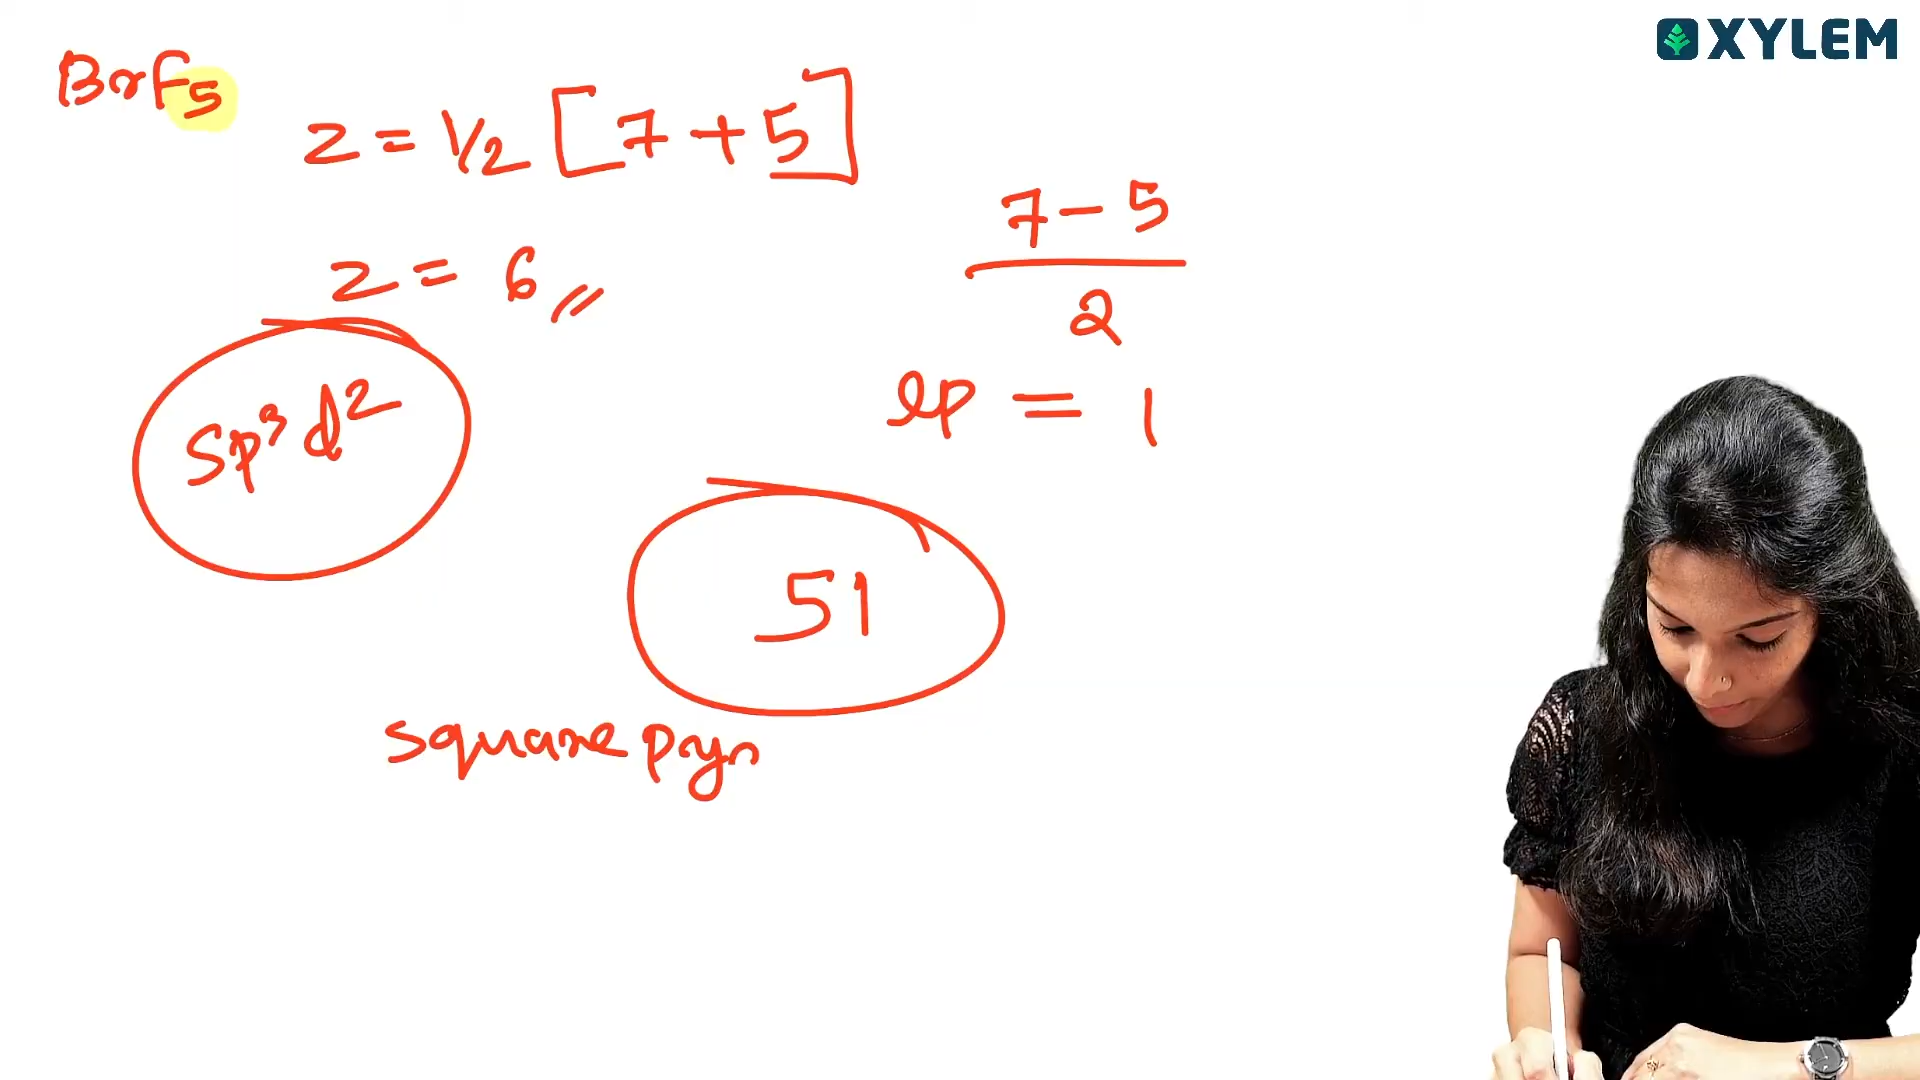 XYLEM
BrF5
z = 1/2 [7 + 5]
7 - 5
2
z = 6 //
lp = 1
sp³d²
51
square pyr